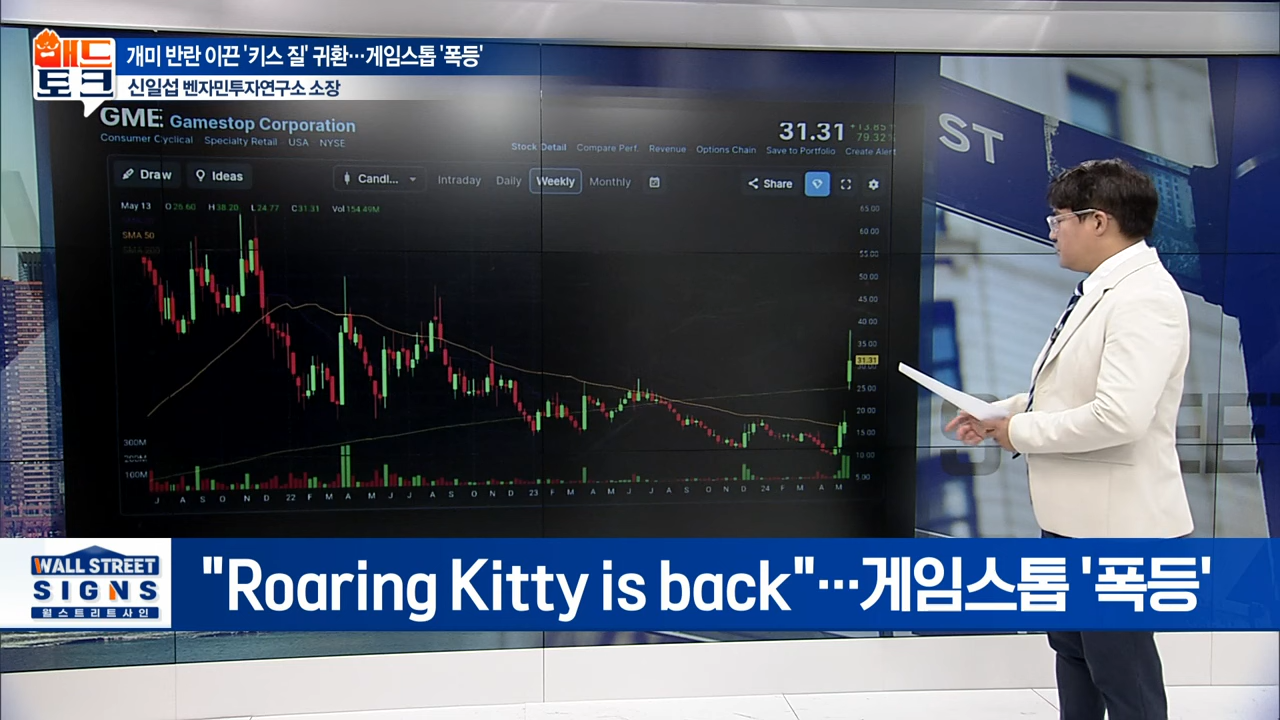 매드
토크
개미 반란 이끈 '키스 질' 귀환…게임스톱 '폭등'
신일섭 벤자민투자연구소 소장
GME Gamestop Corporation
Consumer Cyclical · Specialty Retail · USA · NYSE
31.31
79.32%
Stock Detail Compare Perf. Revenue Options Chain Save to Portfolio Create Alert
Draw Ideas Candl... Intraday Daily Weekly Monthly Share
May 13 O 26.60 H 38.20 L 24.77 C 31.31 Vol 154.49M
SMA 50
65.00
60.00
55.00
50.00
45.00
40.00
35.00
31.31
30.00
25.00
20.00
15.00
10.00
5.00
300M
200M
100M
J A S O N D 22 F M A M J J A S O N D 23 F M A M J J A S O N D 24 F M A M
ST
WALL STREET
SIGNS
월스트리트사인
"Roaring Kitty is back"…게임스톱 '폭등'